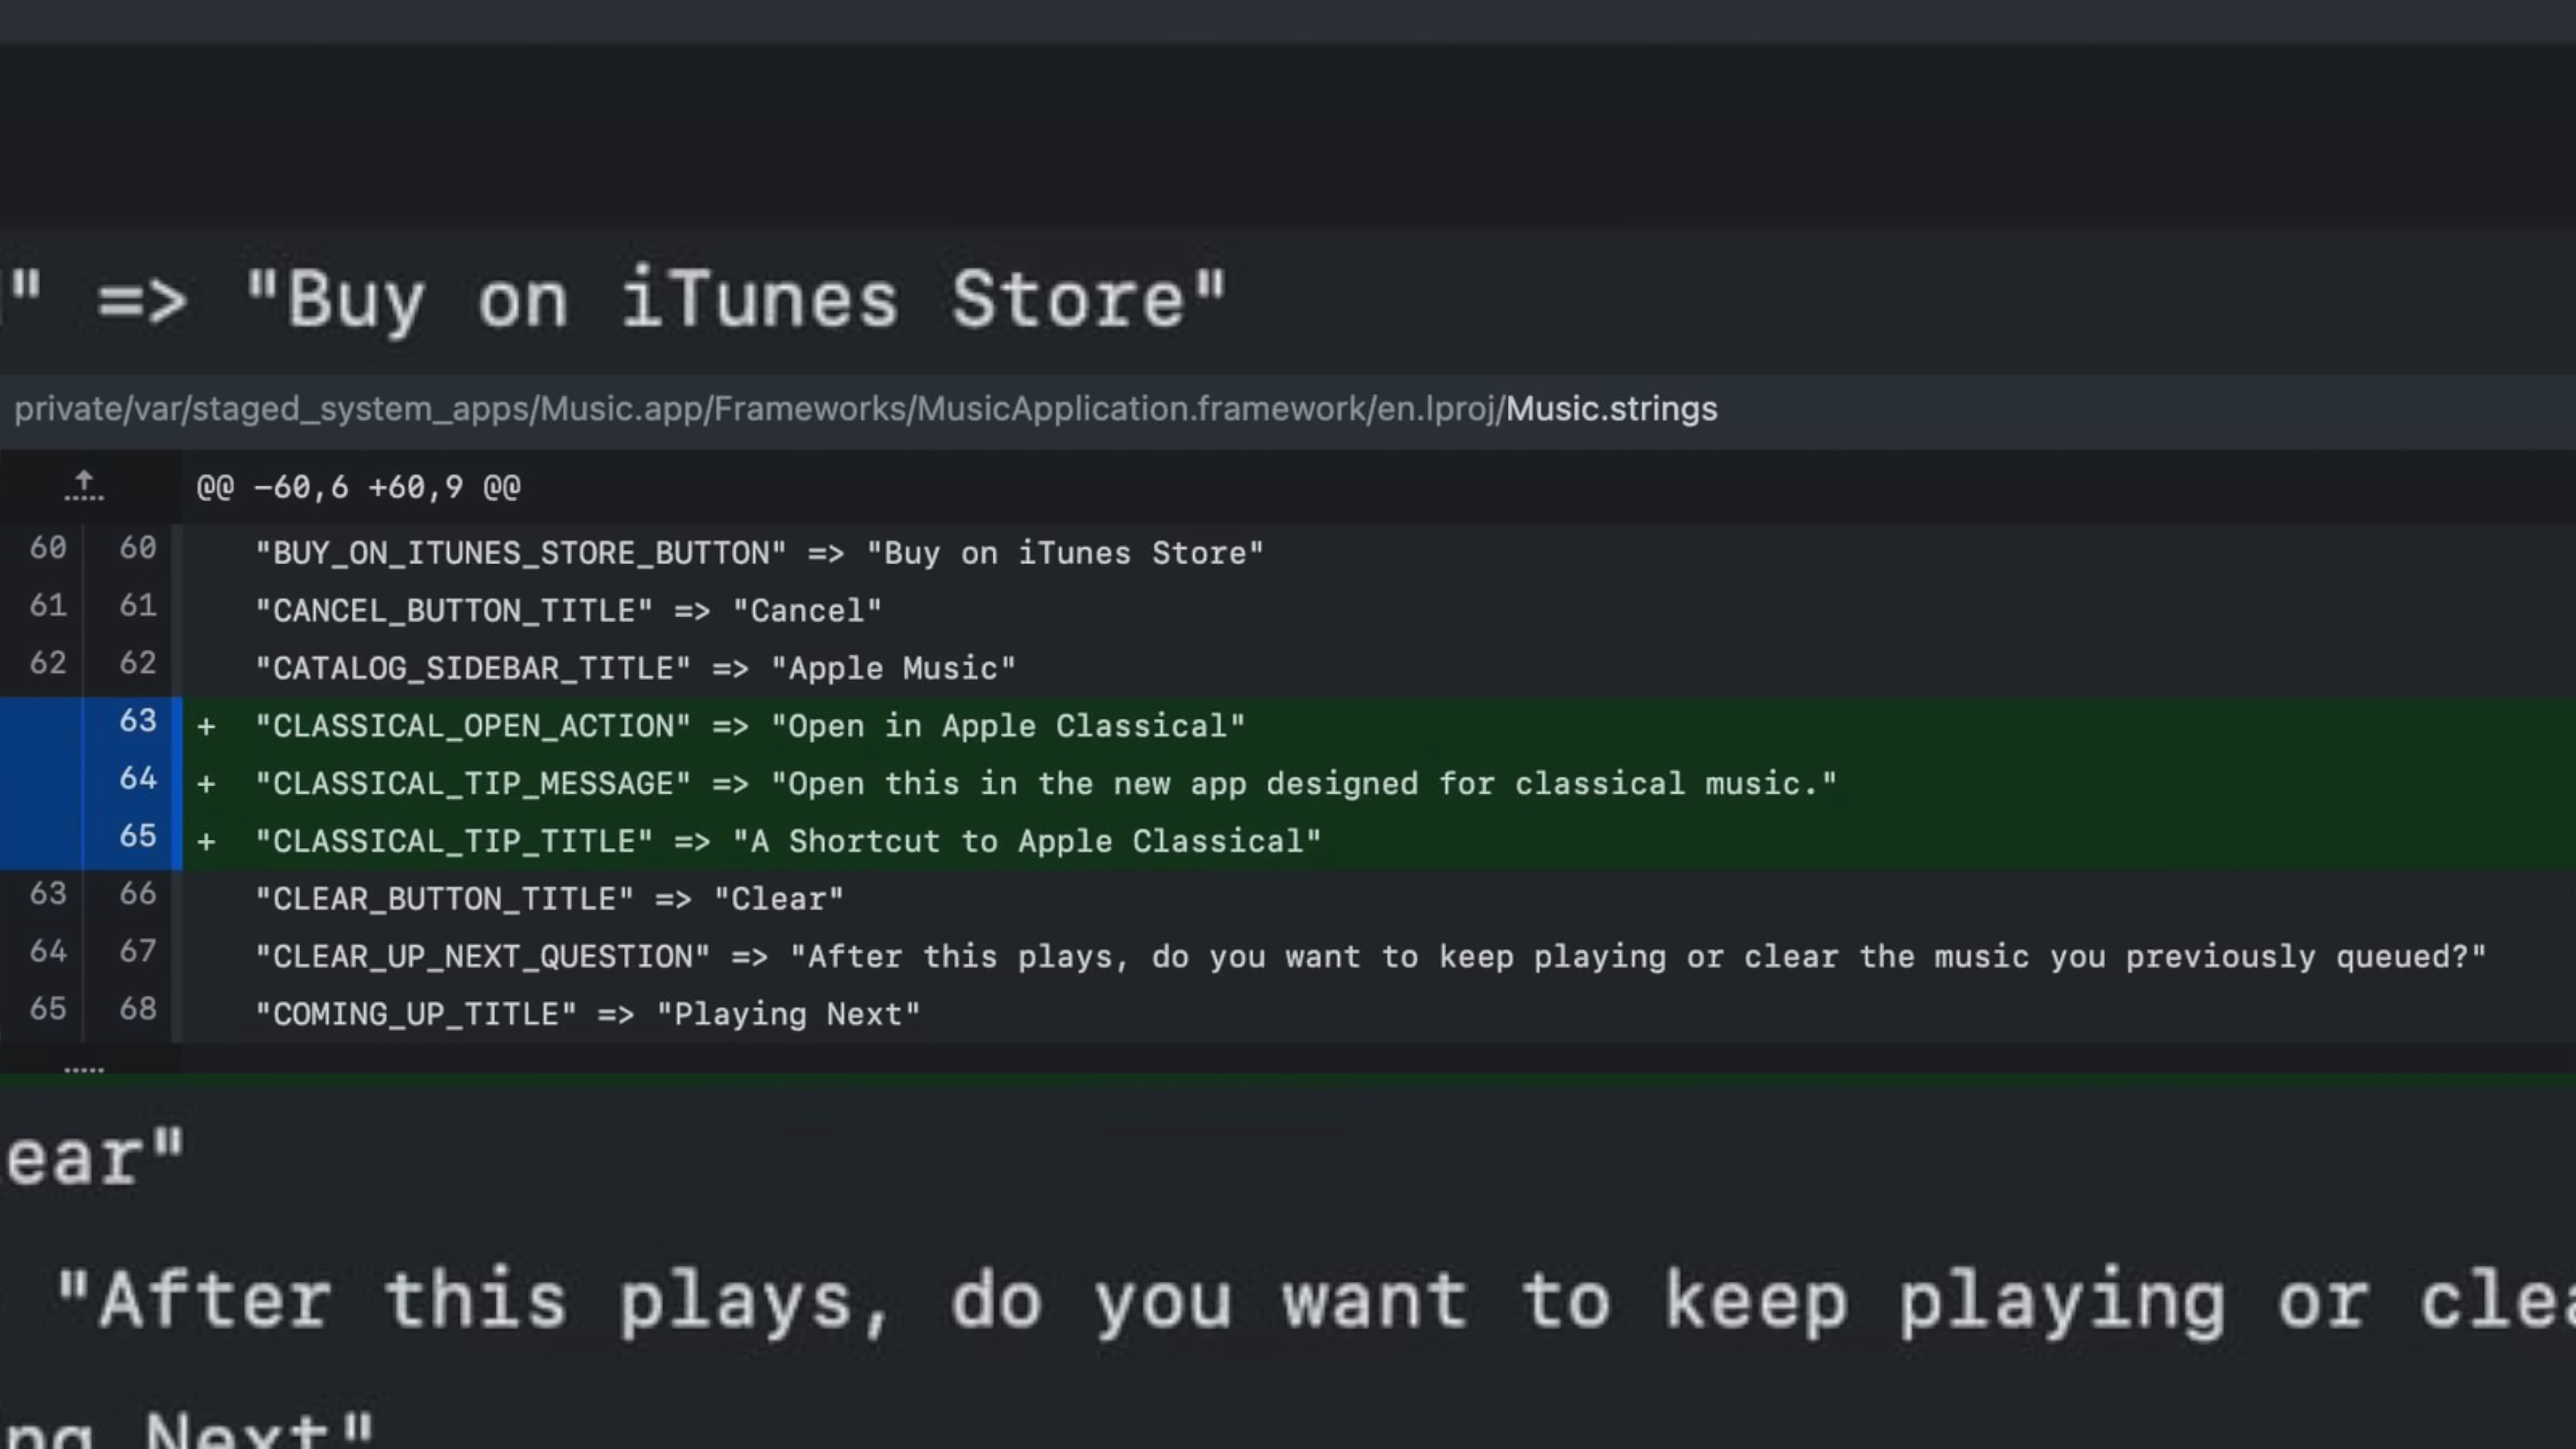 " => "Buy on iTunes Store"
private/var/staged_system_apps/Music.app/Frameworks/MusicApplication.framework/en.lproj/Music.strings
@@ -60,6 +60,9 @@
60 60 "BUY_ON_ITUNES_STORE_BUTTON" => "Buy on iTunes Store"
61 61 "CANCEL_BUTTON_TITLE" => "Cancel"
62 62 "CATALOG_SIDEBAR_TITLE" => "Apple Music"
63 + "CLASSICAL_OPEN_ACTION" => "Open in Apple Classical"
64 + "CLASSICAL_TIP_MESSAGE" => "Open this in the new app designed for classical music."
65 + "CLASSICAL_TIP_TITLE" => "A Shortcut to Apple Classical"
63 66 "CLEAR_BUTTON_TITLE" => "Clear"
64 67 "CLEAR_UP_NEXT_QUESTION" => "After this plays, do you want to keep playing or clear the music you previously queued?"
65 68 "COMING_UP_TITLE" => "Playing Next"
ear"
"After this plays, do you want to keep playing or clea
ng Next"